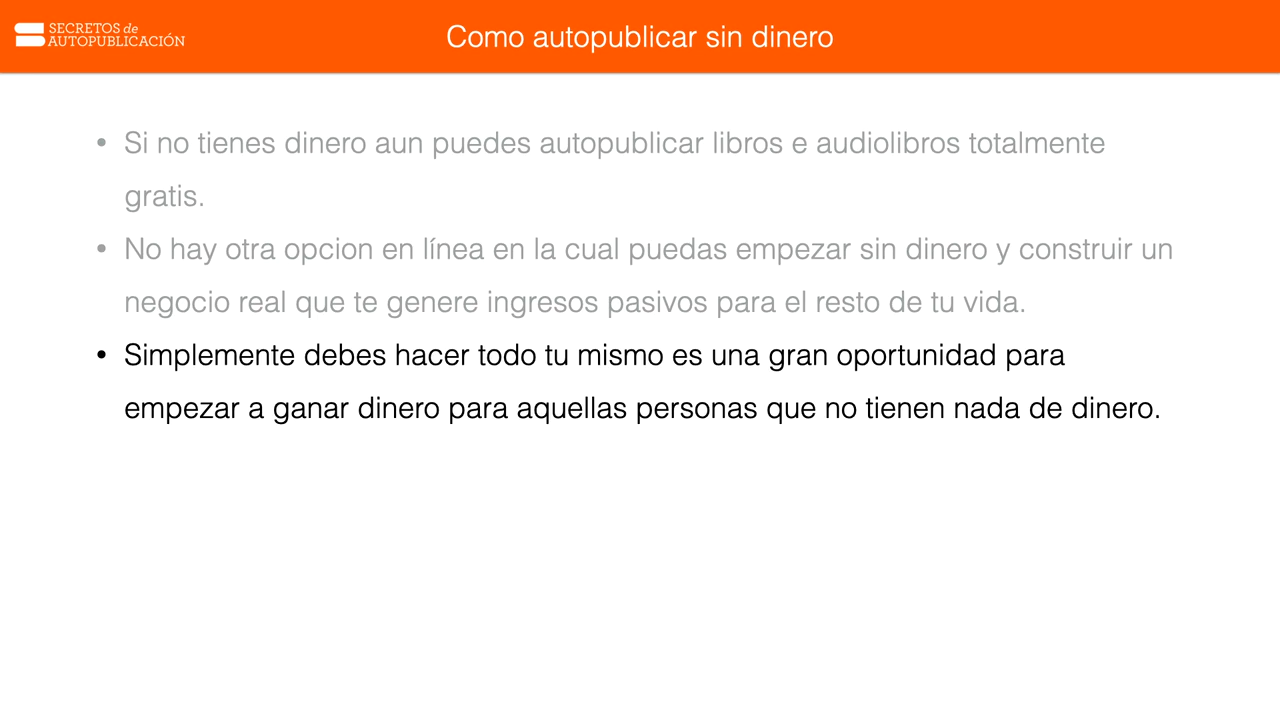 SECRETOS de
AUTOPUBLICACIÓN
Como autopublicar sin dinero
• Si no tienes dinero aun puedes autopublicar libros e audiolibros totalmente
gratis.
• No hay otra opcion en línea en la cual puedas empezar sin dinero y construir un
negocio real que te genere ingresos pasivos para el resto de tu vida.
• Simplemente debes hacer todo tu mismo es una gran oportunidad para
empezar a ganar dinero para aquellas personas que no tienen nada de dinero.